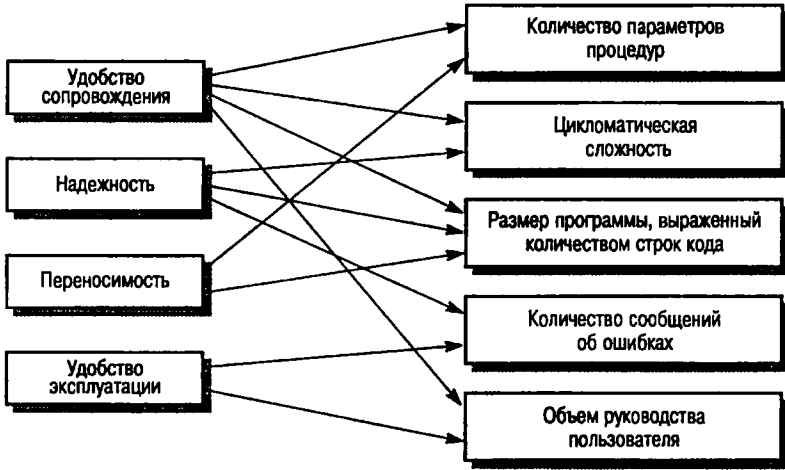 Удобство
сопровождения
Надежность
Переносимость
Удобство
эксплуатации
Количество параметров
процедур
Цикломатическая
сложность
Размер программы, выраженный
количеством строк кода
Количество сообщений
об ошибках
Объем руководства
пользователя